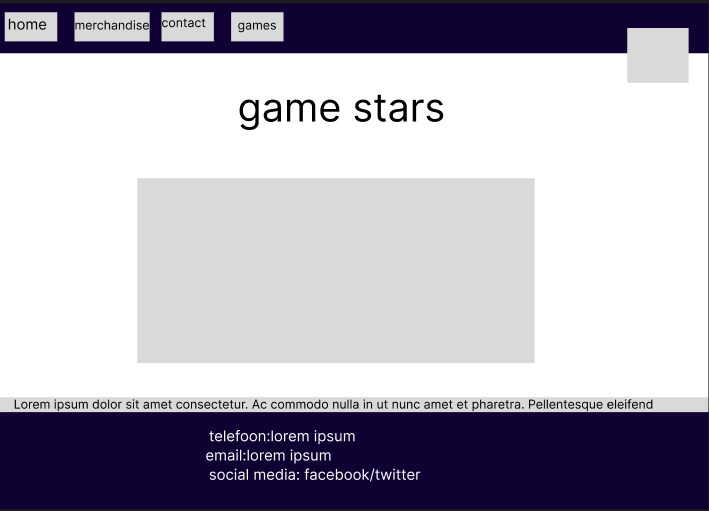 home merchandise contact games
game stars
Lorem ipsum dolor sit amet consectetur. Ac commodo nulla in ut nunc amet et pharetra. Pellentesque eleifend
telefoon:lorem ipsum
email:lorem ipsum
social media: facebook/twitter